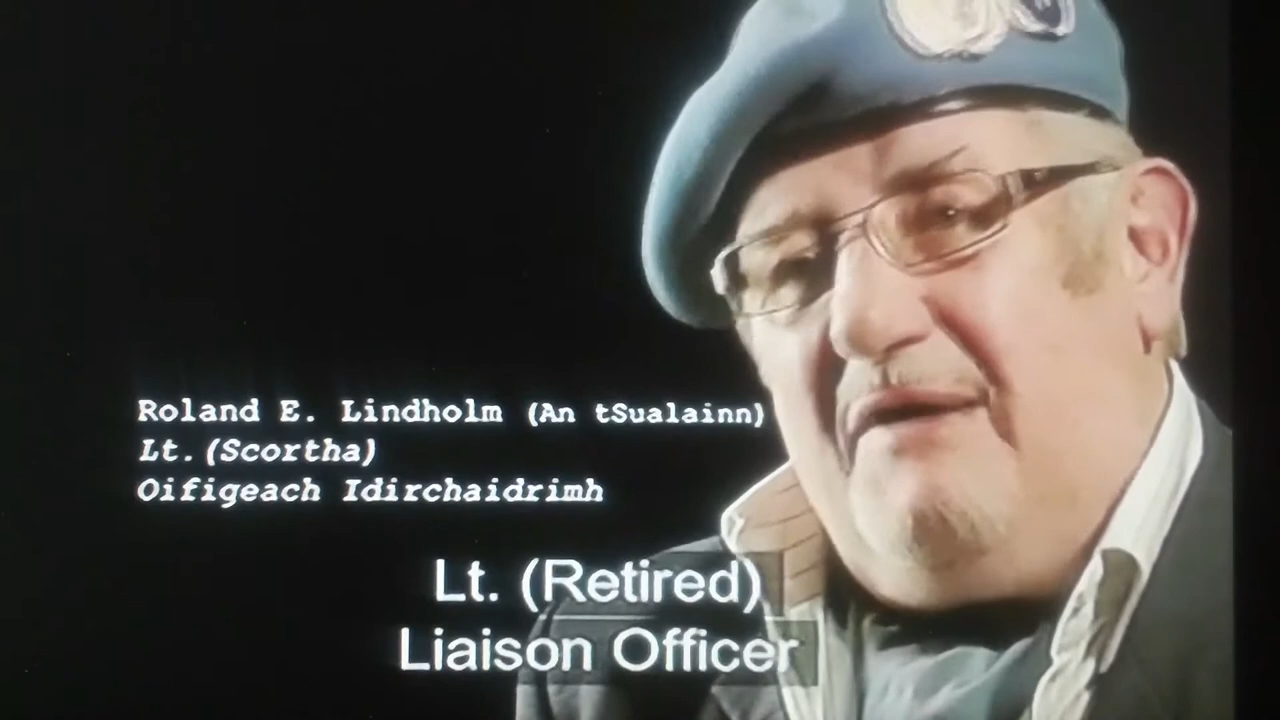 Roland E. Lindholm (An tSualainn)
Lt.(Scortha)
Oifigeach Idirchaidrimh
Lt. (Retired)
Liaison Officer